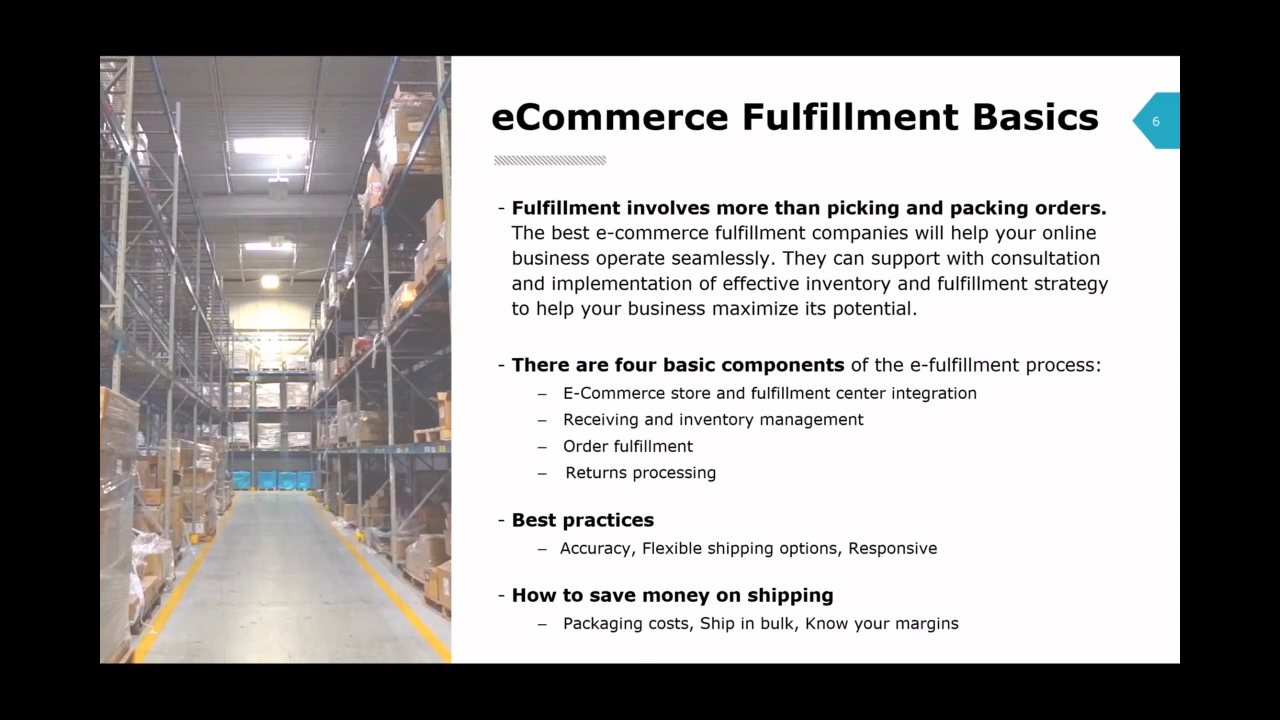 eCommerce Fulfillment Basics
6
- Fulfillment involves more than picking and packing orders.
The best e-commerce fulfillment companies will help your online
business operate seamlessly. They can support with consultation
and implementation of effective inventory and fulfillment strategy
to help your business maximize its potential.
- There are four basic components of the e-fulfillment process:
– E-Commerce store and fulfillment center integration
– Receiving and inventory management
– Order fulfillment
– Returns processing
- Best practices
– Accuracy, Flexible shipping options, Responsive
- How to save money on shipping
– Packaging costs, Ship in bulk, Know your margins